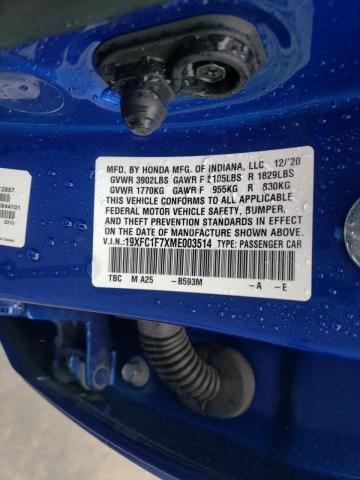 MFD. BY HONDA MFG. OF INDIANA, LLC 12/20
GVWR 3902LBS GAWR F 2105LBS R 1829LBS
GVWR 1770KG GAWR F 955KG R 830KG
THIS VEHICLE CONFORMS TO ALL APPLICABLE
FEDERAL MOTOR VEHICLE SAFETY, BUMPER,
AND THEFT PREVENTION STANDARDS IN EFFECT
ON THE DATE OF MANUFACTURE SHOWN ABOVE.
V.I.N.:19XFC1F7XME003514 TYPE: PASSENGER CAR
TBC M A25 -B593M -A -E